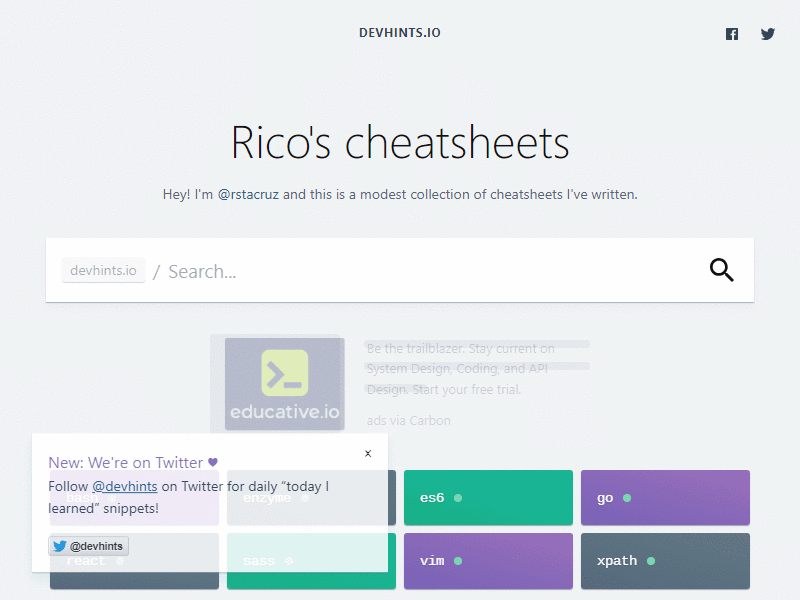 DEVHINTS.IO
Rico's cheatsheets
Hey! I'm @rstacruz and this is a modest collection of cheatsheets I've written.
devhints.io / Search...
educative.io
Be the trailblazer. Stay current on
System Design, Coding, and API
Design. Start your free trial.
ads via Carbon
New: We're on Twitter ♥
x
Follow @devhints on Twitter for daily “today I
learned” snippets!
@devhints
bash
enzyme
es6
go
react
sass
vim
xpath